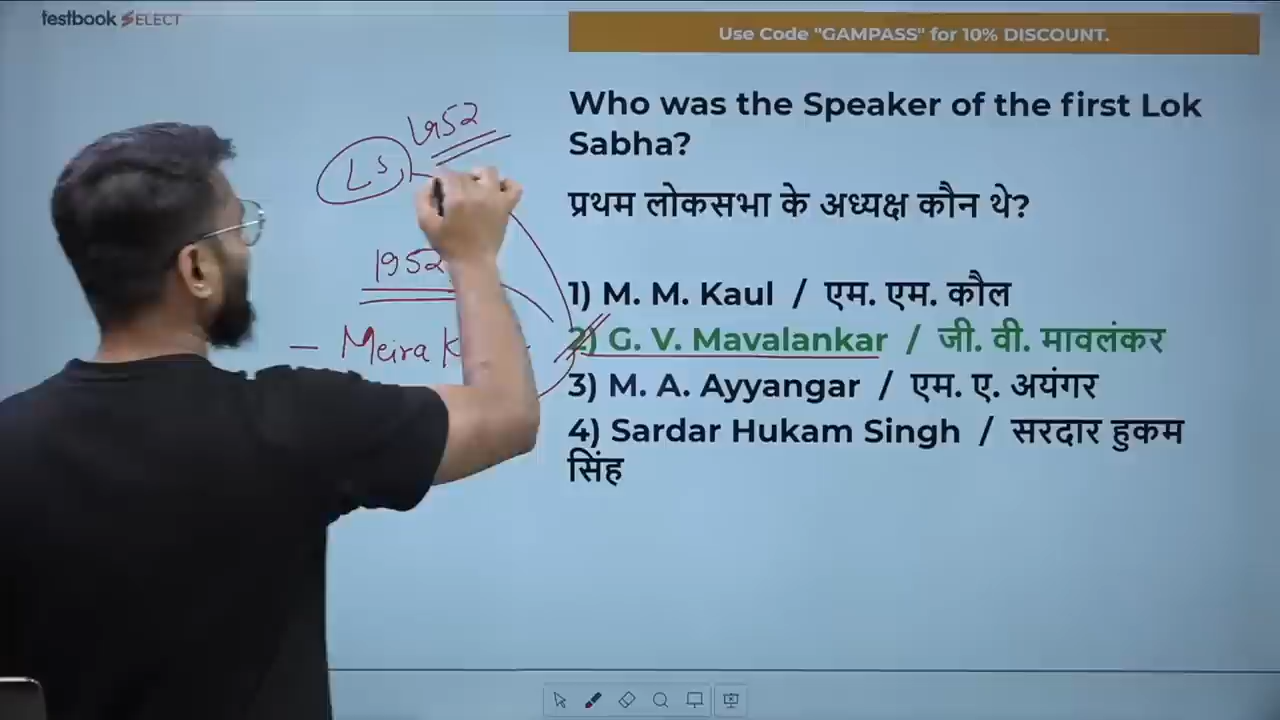 testbook SELECT
Use Code "GAMPASS" for 10% DISCOUNT.
Who was the Speaker of the first Lok
Sabha?
प्रथम लोकसभा के अध्यक्ष कौन थे?
1) M. M. Kaul / एम. एम. कौल
2) G. V. Mavalankar / जी. वी. मावलंकर
3) M. A. Ayyangar / एम. ए. अयंगर
4) Sardar Hukam Singh / सरदार हुकम
सिंह
1952
LS
1952
- Meira